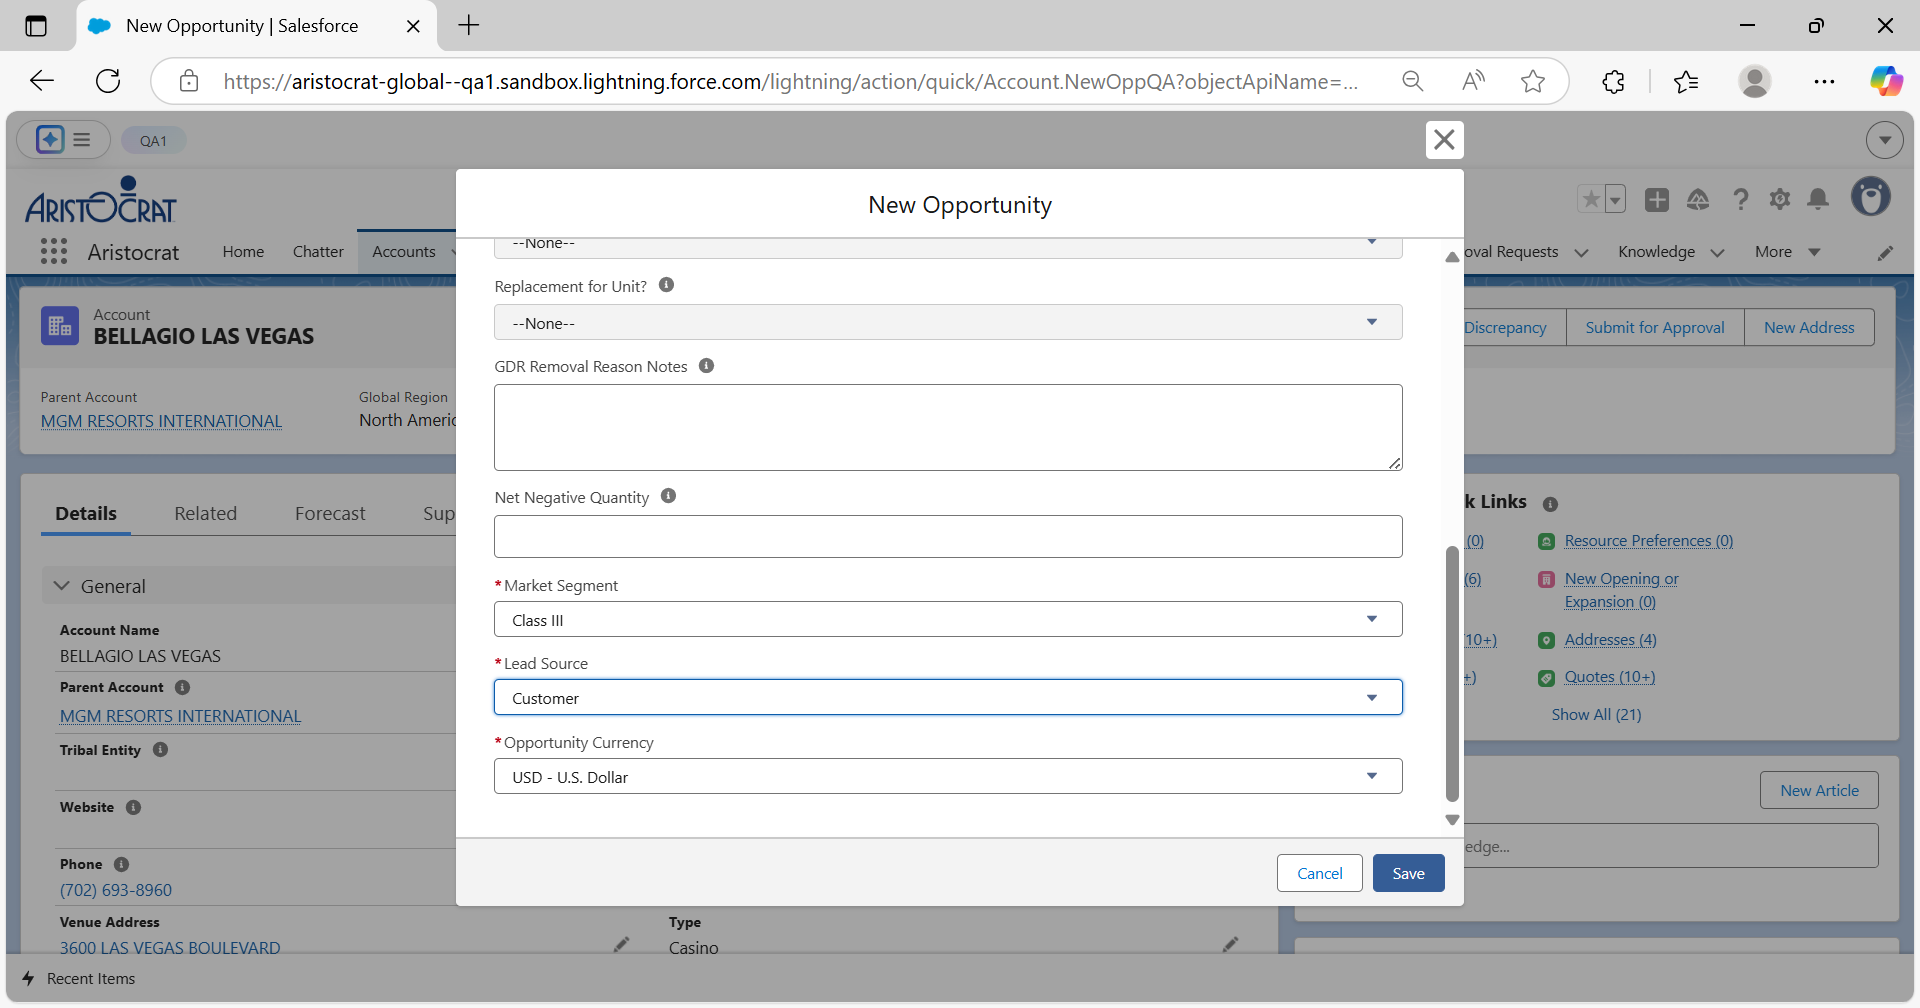 New Opportunity | Salesforce
https://aristocrat-global--qa1.sandbox.lightning.force.com/lightning/action/quick/Account.NewOppQA?objectApiName=...
QA1
ARISTOCRAT
Aristocrat
Home
Chatter
Accounts
oval Requests
Knowledge
More
Account
BELLAGIO LAS VEGAS
Discrepancy
Submit for Approval
New Address
Parent Account
MGM RESORTS INTERNATIONAL
Global Region
North Americ
Details
Related
Forecast
Sup
General
Account Name
BELLAGIO LAS VEGAS
Parent Account
MGM RESORTS INTERNATIONAL
Tribal Entity
Website
Phone
(702) 693-8960
Venue Address
3600 LAS VEGAS BOULEVARD
Type
Casino
New Opportunity
--None--
Replacement for Unit?
--None--
GDR Removal Reason Notes
Net Negative Quantity
*Market Segment
Class III
*Lead Source
Customer
*Opportunity Currency
USD - U.S. Dollar
Cancel
Save
k Links
(0)
Resource Preferences (0)
(6)
New Opening or
Expansion (0)
10+)
Addresses (4)
+)
Quotes (10+)
Show All (21)
New Article
edge...
Recent Items